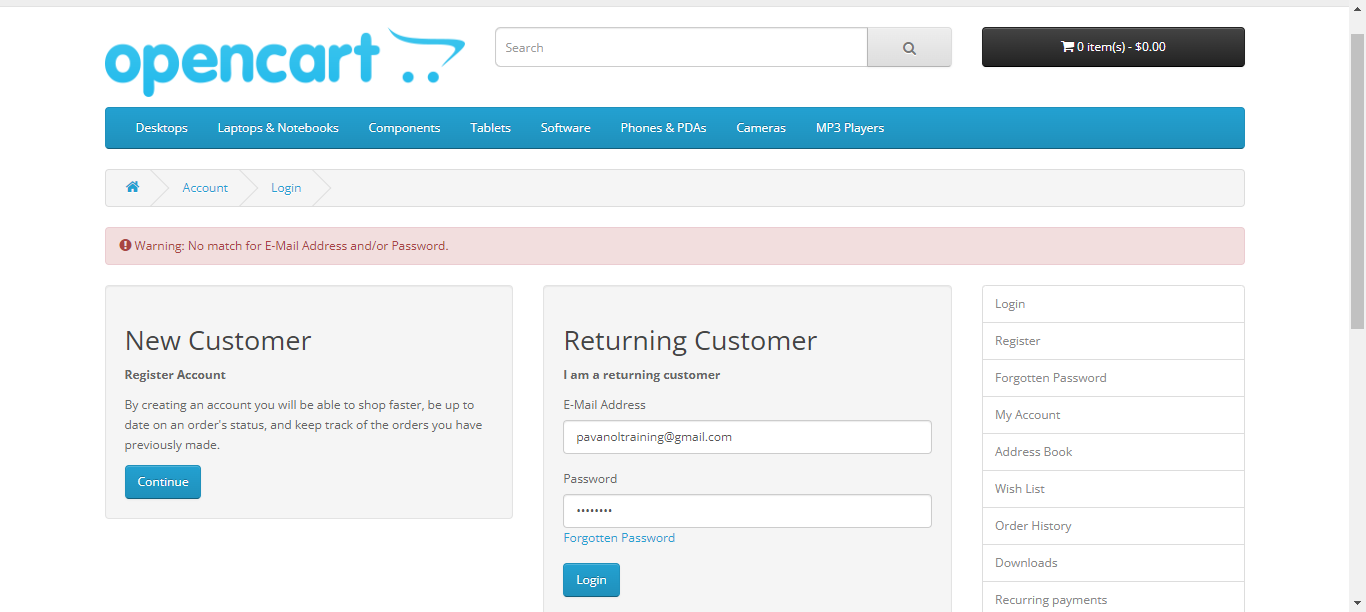 opencart
Search
0 item(s) - $0.00
Desktops Laptops & Notebooks Components Tablets Software Phones & PDAs Cameras MP3 Players
Account Login
Warning: No match for E-Mail Address and/or Password.
New Customer
Register Account
By creating an account you will be able to shop faster, be up to
date on an order's status, and keep track of the orders you have
previously made.
Continue
Returning Customer
I am a returning customer
E-Mail Address
pavanoltraining@gmail.com
Password
••••••••
Forgotten Password
Login
Login
Register
Forgotten Password
My Account
Address Book
Wish List
Order History
Downloads
Recurring payments